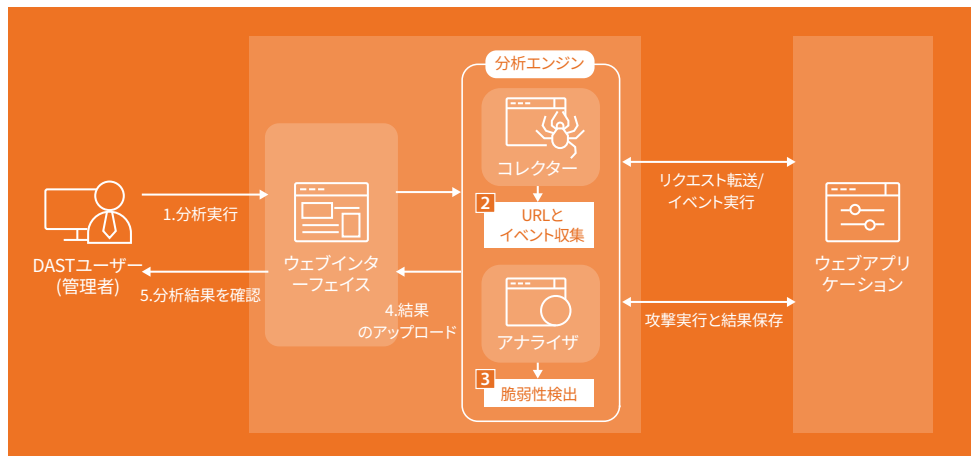 分析エンジン
コレクター
2
URLと
イベント収集
アナライザ
3
脆弱性検出
DASTユーザー
(管理者)
1.分析実行
5.分析結果を確認
ウェブインタ
ーフェイス
4.結果
のアップロード
リクエスト転送/
イベント実行
攻撃実行と結果保存
ウェブアプリ
ケーション